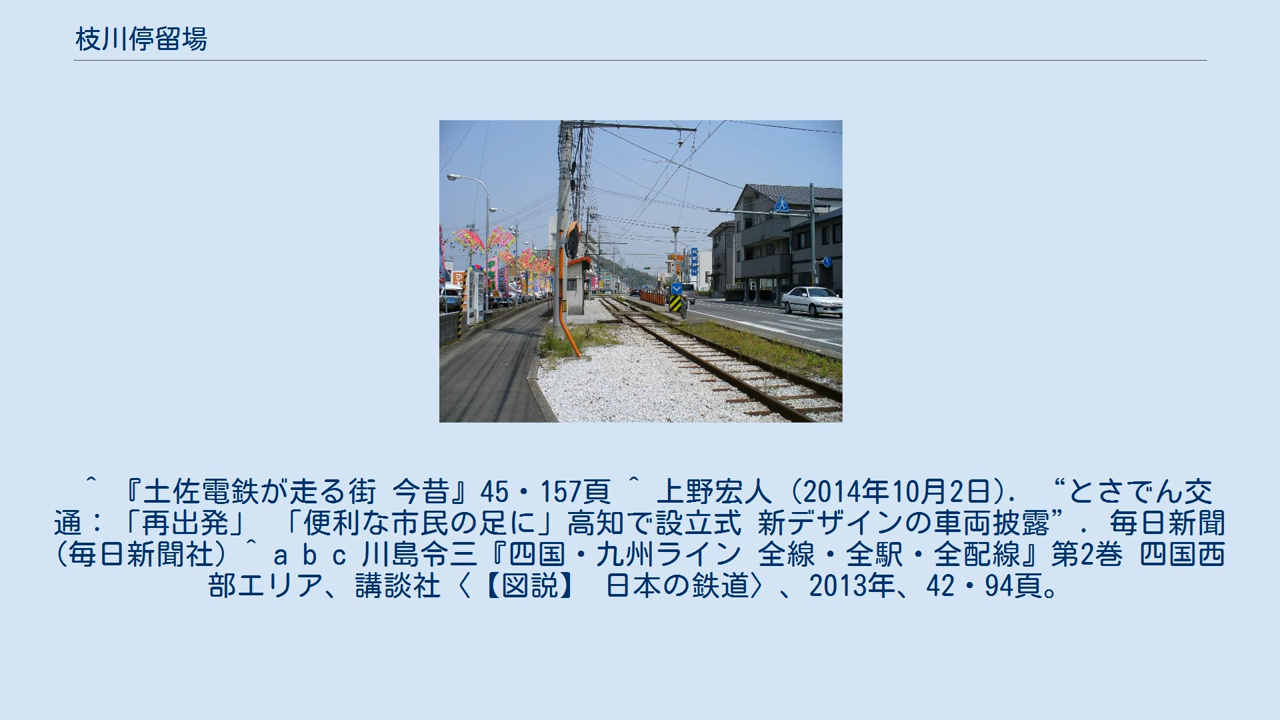 枝川停留場
^ 『土佐電鉄が走る街 今昔』45・157頁 ^ 上野宏人 (2014年10月2日). “とさでん交
通：「再出発」 「便利な市民の足に」高知で設立式 新デザインの車両披露”. 毎日新聞
(毎日新聞社) ^ a b c 川島令三『四国・九州ライン 全線・全駅・全配線』第2巻 四国西
部エリア、講談社〈【図説】 日本の鉄道〉、2013年、42・94頁。